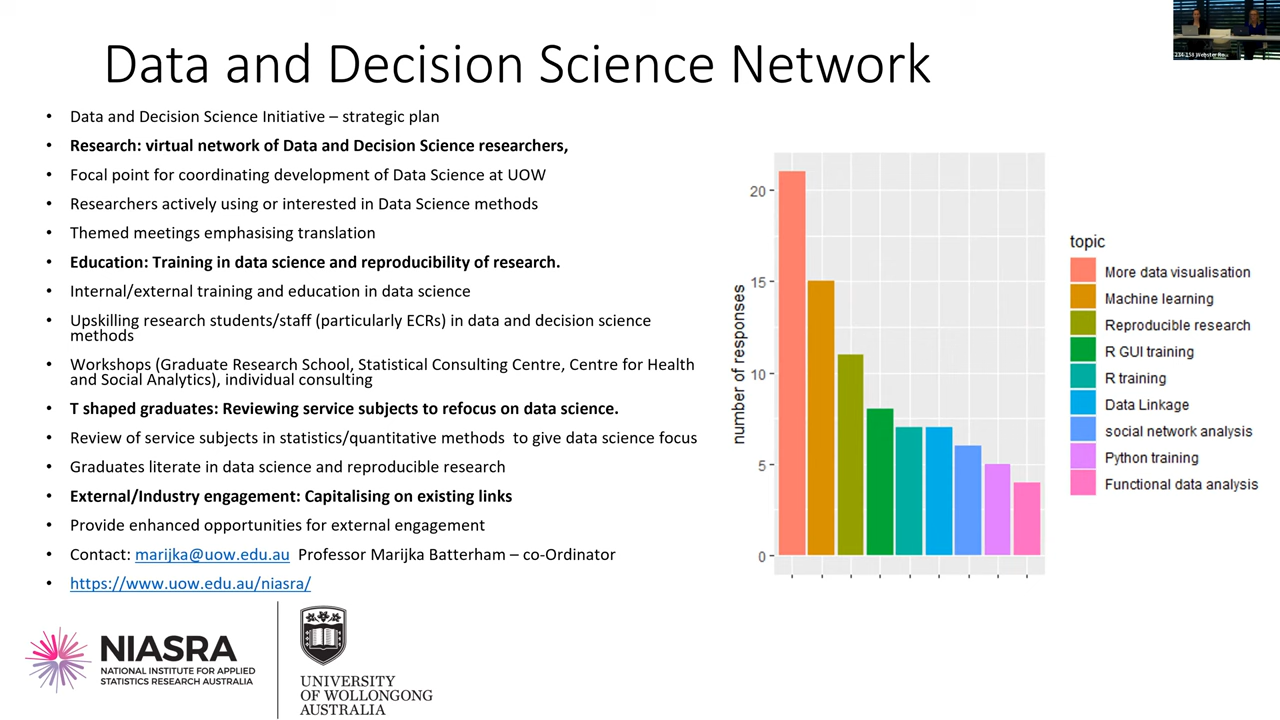 Data and Decision Science Network
• Data and Decision Science Initiative – strategic plan
• Research: virtual network of Data and Decision Science researchers,
• Focal point for coordinating development of Data Science at UOW
• Researchers actively using or interested in Data Science methods
• Themed meetings emphasising translation
• Education: Training in data science and reproducibility of research.
• Internal/external training and education in data science
• Upskilling research students/staff (particularly ECRs) in data and decision science
methods
• Workshops (Graduate Research School, Statistical Consulting Centre, Centre for Health
and Social Analytics), individual consulting
• T shaped graduates: Reviewing service subjects to refocus on data science.
• Review of service subjects in statistics/quantitative methods to give data science focus
• Graduates literate in data science and reproducible research
• External/Industry engagement: Capitalising on existing links
• Provide enhanced opportunities for external engagement
• Contact: marijka@uow.edu.au Professor Marijka Batterham – co-Ordinator
• https://www.uow.edu.au/niasra/
number of responses
20
15
10
5
0
topic
More data visualisation
Machine learning
Reproducible research
R GUI training
R training
Data Linkage
social network analysis
Python training
Functional data analysis
NIASRA
NATIONAL INSTITUTE FOR APPLIED
STATISTICS RESEARCH AUSTRALIA
UNIVERSITY
OF WOLLONGONG
AUSTRALIA